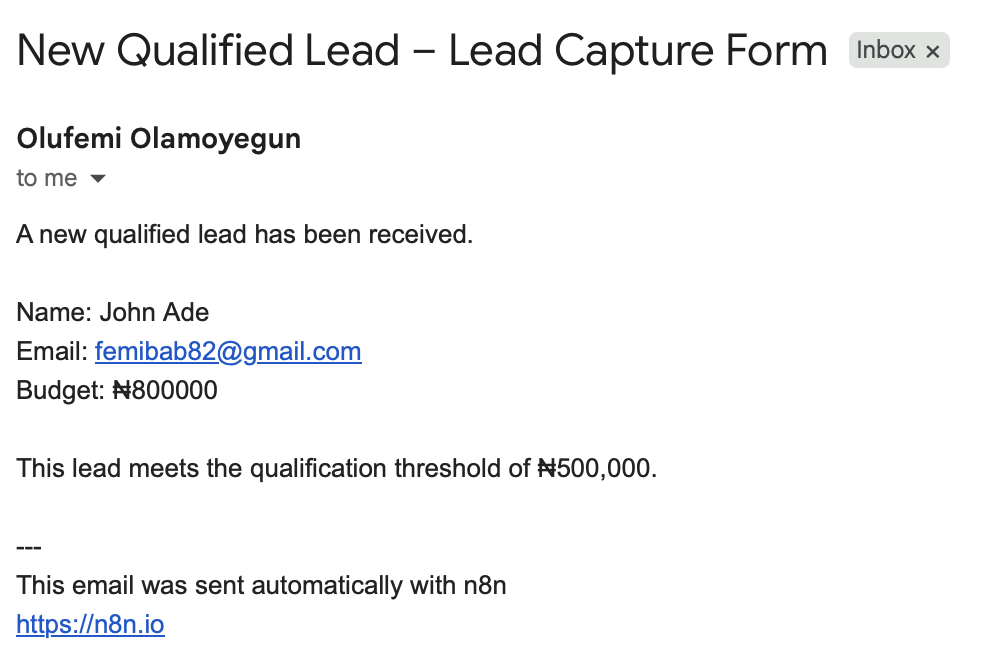 New Qualified Lead – Lead Capture Form Inbox ×
Olufemi Olamoyegun
to me
A new qualified lead has been received.
Name: John Ade
Email: femibab82@gmail.com
Budget: ₦800000
This lead meets the qualification threshold of ₦500,000.
---
This email was sent automatically with n8n
https://n8n.io